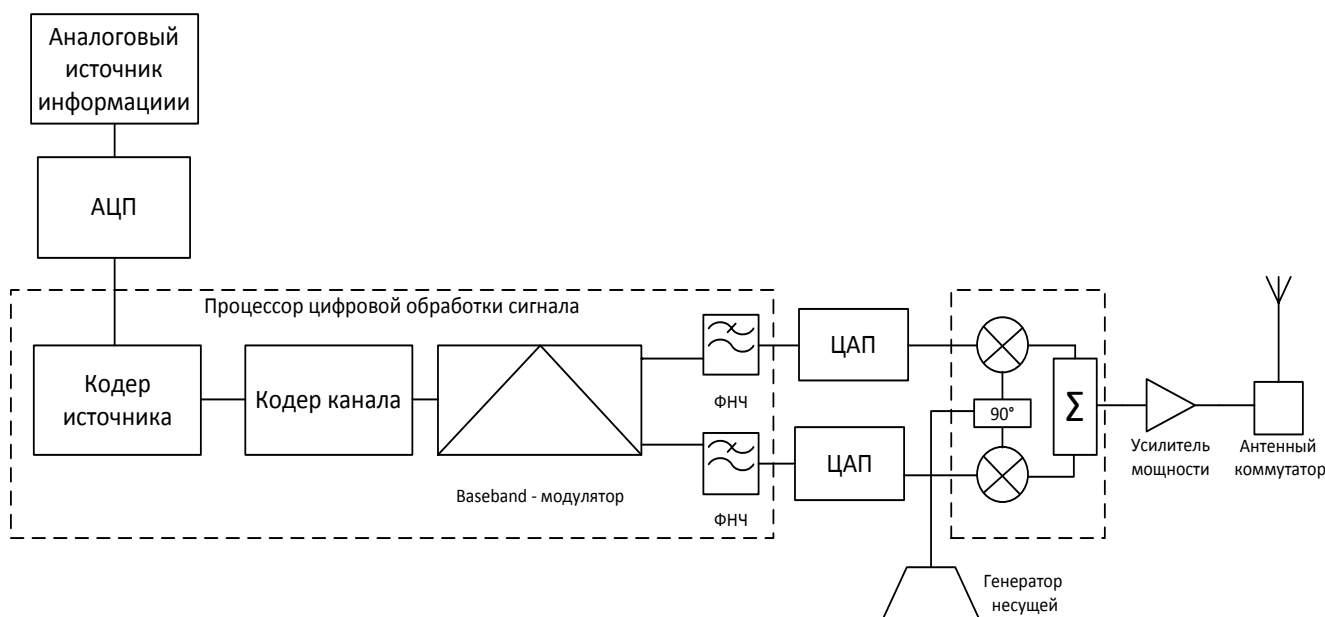 Аналоговый
источник
информациии
АЦП
Процессор цифровой обработки сигнала
Кодер
источника
Кодер канала
Baseband - модулятор
ФНЧ
ФНЧ
ЦАП
ЦАП
90°
Σ
Генератор
несущей
Усилитель
мощности
Антенный
коммутатор